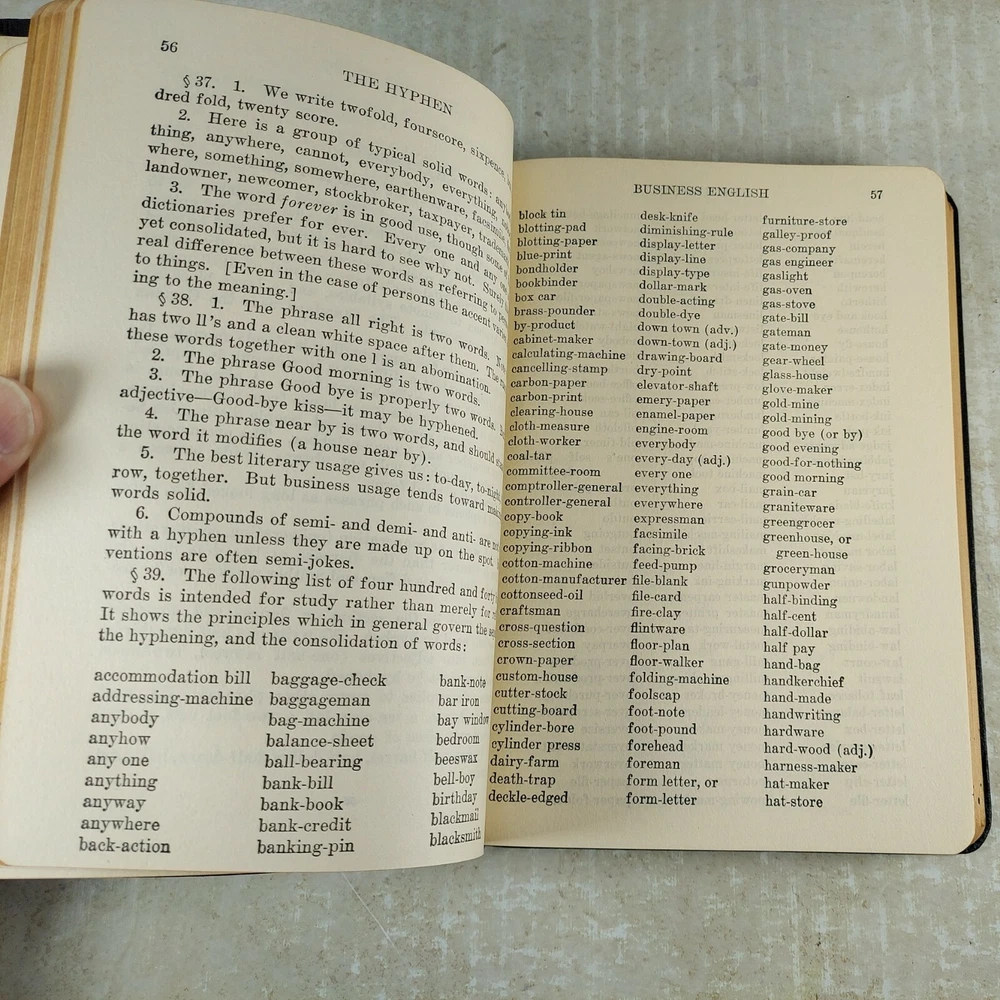 56
THE HYPHEN
§ 37. 1. We write twofold, fourscore, sixpence,
dred fold, twenty score.
2. Here is a group of typical solid words:
thing, anywhere, cannot, everybody, everything,
where, something, somewhere, earthenware, facsimile,
landowner, newcomer, stockbroker, taxpayer,
3. The word forever is in good use, though some of
dictionaries prefer for ever. Every one and any one
yet consolidated, but it is hard to see why not. Surely
real difference between these words as referring to
to things. [Even in the case of persons the accent varies
ing to the meaning.]
§ 38. 1. The phrase all right is two words.
has two ll's and a clean white space after them. The
these words together with one l is an abomination.
2. The phrase Good morning is two words.
3. The phrase Good bye is properly two words.
adjective—Good-bye kiss—it may be hyphened.
4. The phrase near by is two words, and should
the word it modifies (a house near by).
5. The best literary usage gives us: to-day, to-night,
row, together. But business usage tends toward
words solid.
6. Compounds of semi- and demi- and anti- are
with a hyphen unless they are made up on the spot.
ventions are often semi-jokes.
§ 39. The following list of four hundred and
words is intended for study rather than merely for
It shows the principles which in general govern the
the hyphening, and the consolidation of words:
accommodation bill
addressing-machine
anybody
anyhow
any one
anything
anyway
anywhere
back-action
baggage-check
baggageman
bag-machine
balance-sheet
ball-bearing
bank-bill
bank-book
bank-credit
banking-pin
bank-note
bar iron
bay window
bedroom
beeswax
bell-boy
birthday
blackmail
blacksmith
BUSINESS ENGLISH
57
block tin
blotting-pad
blotting-paper
blue-print
bondholder
bookbinder
box car
brass-pounder
by-product
cabinet-maker
calculating-machine
cancelling-stamp
carbon-paper
carbon-print
clearing-house
cloth-measure
cloth-worker
coal-tar
committee-room
comptroller-general
controller-general
copy-book
copying-ink
copying-ribbon
cotton-machine
cotton-manufacturer
cottonseed-oil
craftsman
cross-question
cross-section
crown-paper
custom-house
cutter-stock
cutting-board
cylinder-bore
cylinder press
dairy-farm
death-trap
deckle-edged
desk-knife
diminishing-rule
display-letter
display-line
display-type
dollar-mark
double-acting
double-dye
down town (adv.)
down-town (adj.)
drawing-board
dry-point
elevator-shaft
emery-paper
enamel-paper
engine-room
everybody
every-day (adj.)
every one
everything
everywhere
expressman
facsimile
facing-brick
feed-pump
file-blank
file-card
fire-clay
flintware
floor-plan
floor-walker
folding-machine
foolscap
foot-note
foot-pound
forehead
foreman
form letter, or
form-letter
furniture-store
galley-proof
gas-company
gas engineer
gaslight
gas-oven
gas-stove
gate-bill
gateman
gate-money
gear-wheel
glass-house
glove-maker
gold-mine
gold-mining
good bye (or by)
good evening
good-for-nothing
good morning
grain-car
graniteware
greengrocer
greenhouse, or
green-house
groceryman
gunpowder
half-binding
half-cent
half-dollar
half pay
hand-bag
handkerchief
hand-made
handwriting
hardware
hard-wood (adj.)
harness-maker
hat-maker
hat-store